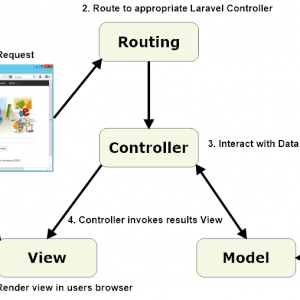 2. Route to appropriate Laravel Controller
Request
Routing
Controller
3. Interact with Data
4. Controller invokes results View
View
Model
Render view in users browser